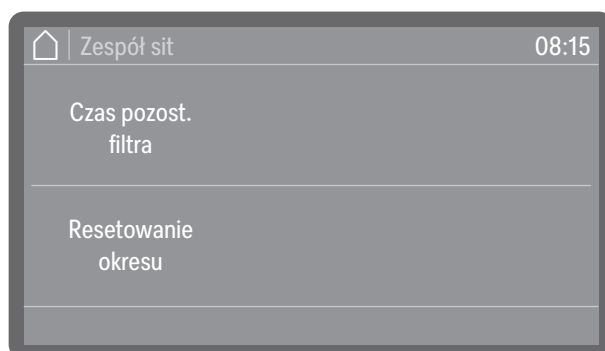 Zespół sit 08:15
Czas pozost.
filtra
Resetowanie
okresu